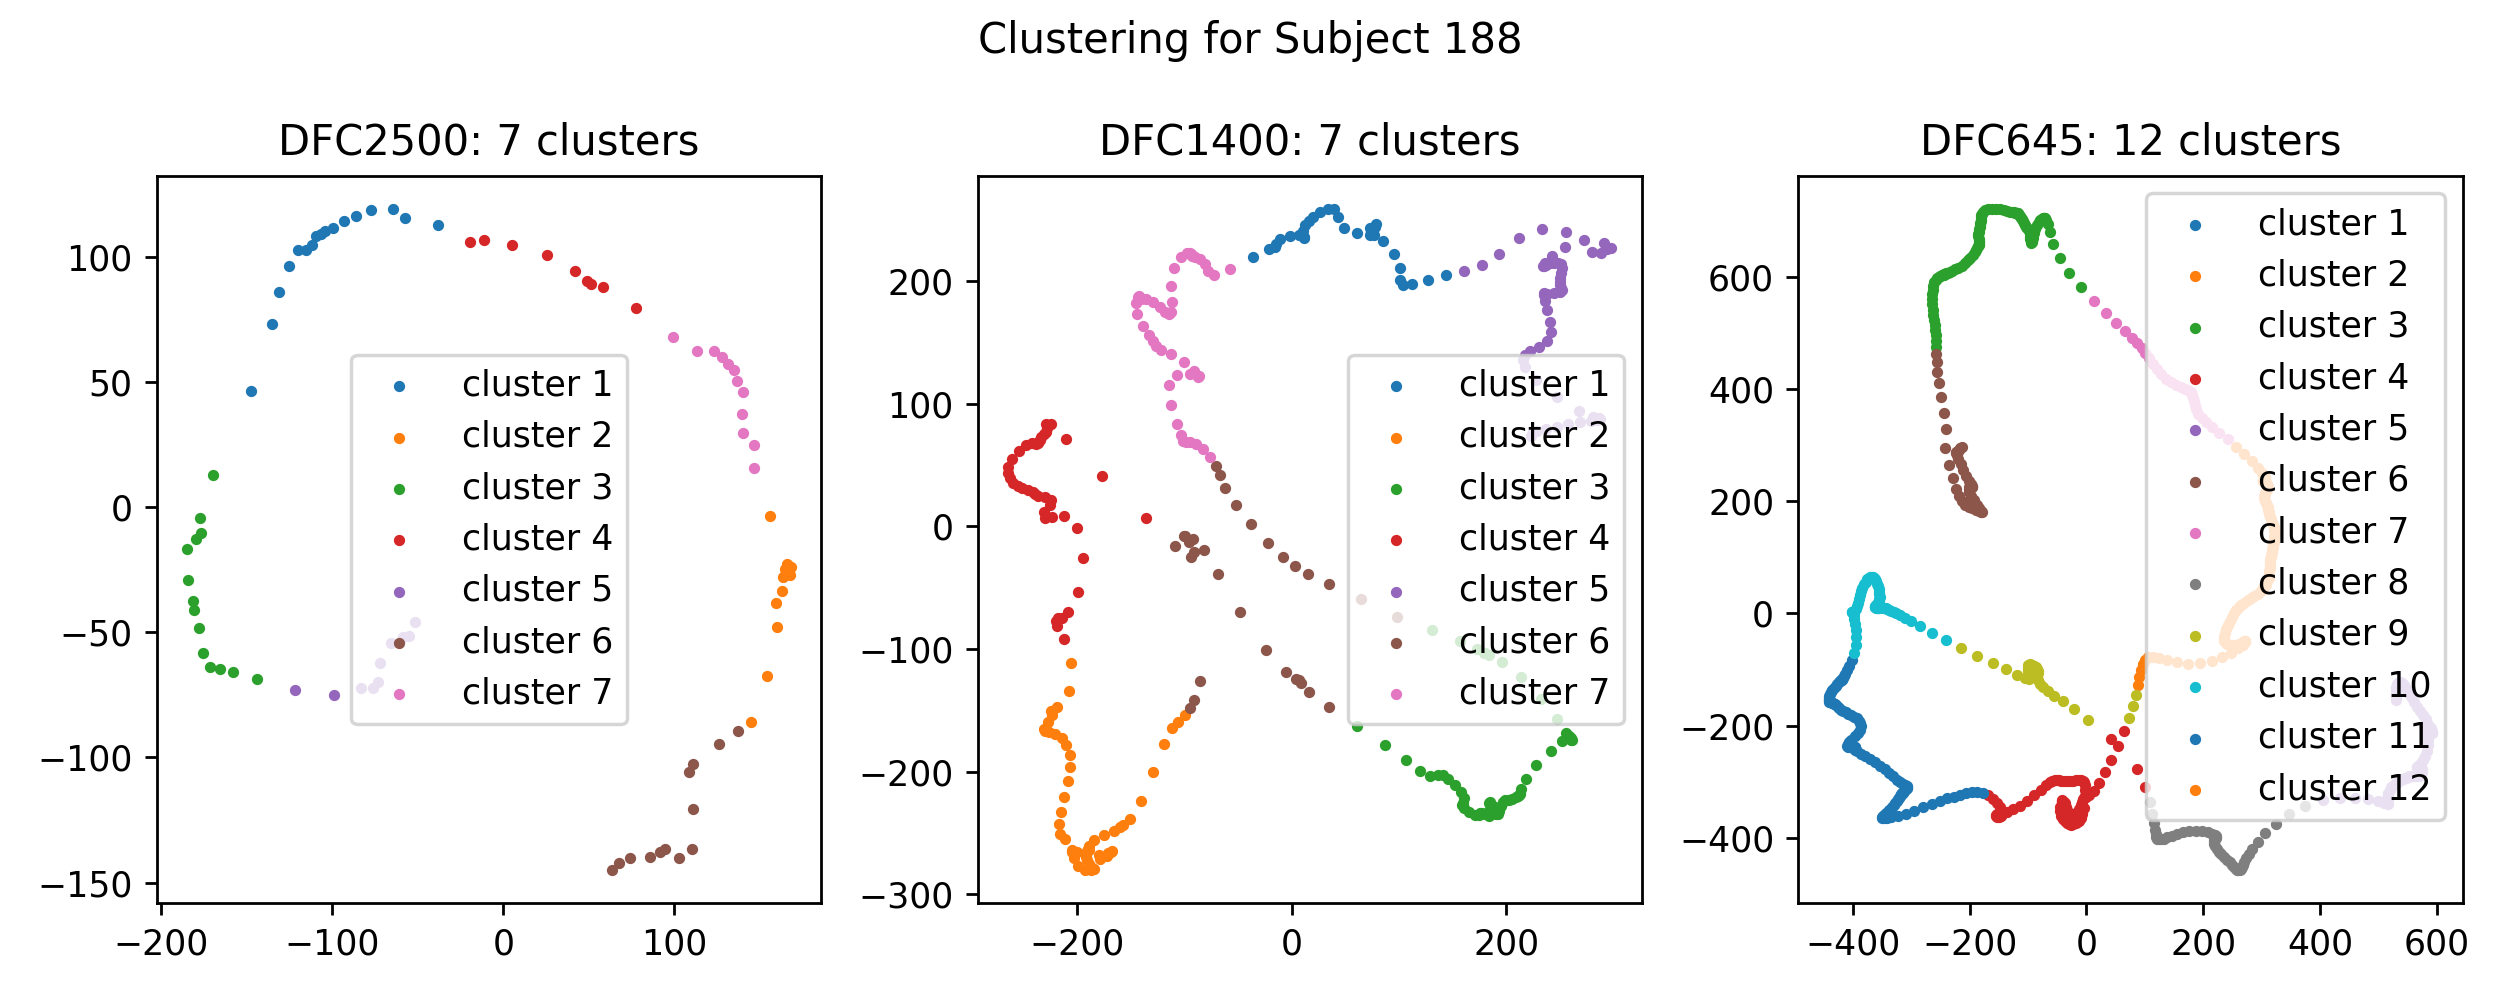 Clustering for Subject 188
DFC2500: 7 clusters
100
50
0
−50
−100
−150
−200
−100
0
100
cluster 1
cluster 2
cluster 3
cluster 4
cluster 5
cluster 6
cluster 7
DFC1400: 7 clusters
200
100
0
−100
−200
−300
−200
0
200
cluster 1
cluster 2
cluster 3
cluster 4
cluster 5
cluster 6
cluster 7
DFC645: 12 clusters
600
400
200
0
−200
−400
−400
−200
0
200
400
600
cluster 1
cluster 2
cluster 3
cluster 4
cluster 5
cluster 6
cluster 7
cluster 8
cluster 9
cluster 10
cluster 11
cluster 12